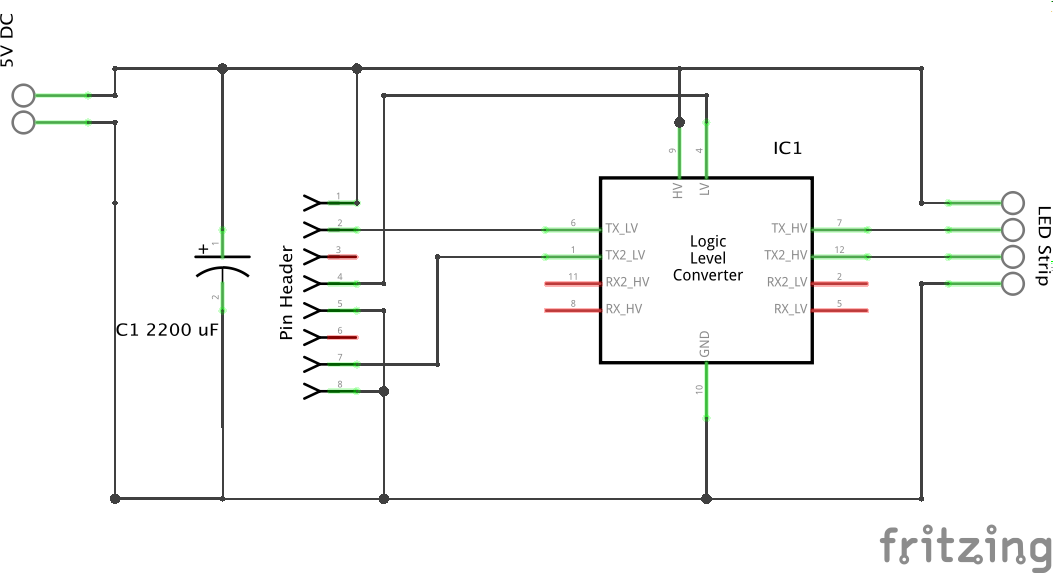 5V DC
IC1
9
4
HV
LV
1
2
3
4
5
6
7
8
Pin Header
+
1
2
C1 2200 uF
6
TX_LV
1
TX2_LV
11
RX2_HV
8
RX_HV
Logic
Level
Converter
TX_HV
7
TX2_HV
12
RX2_LV
2
RX_LV
5
GND
10
LED Strip
fritzing